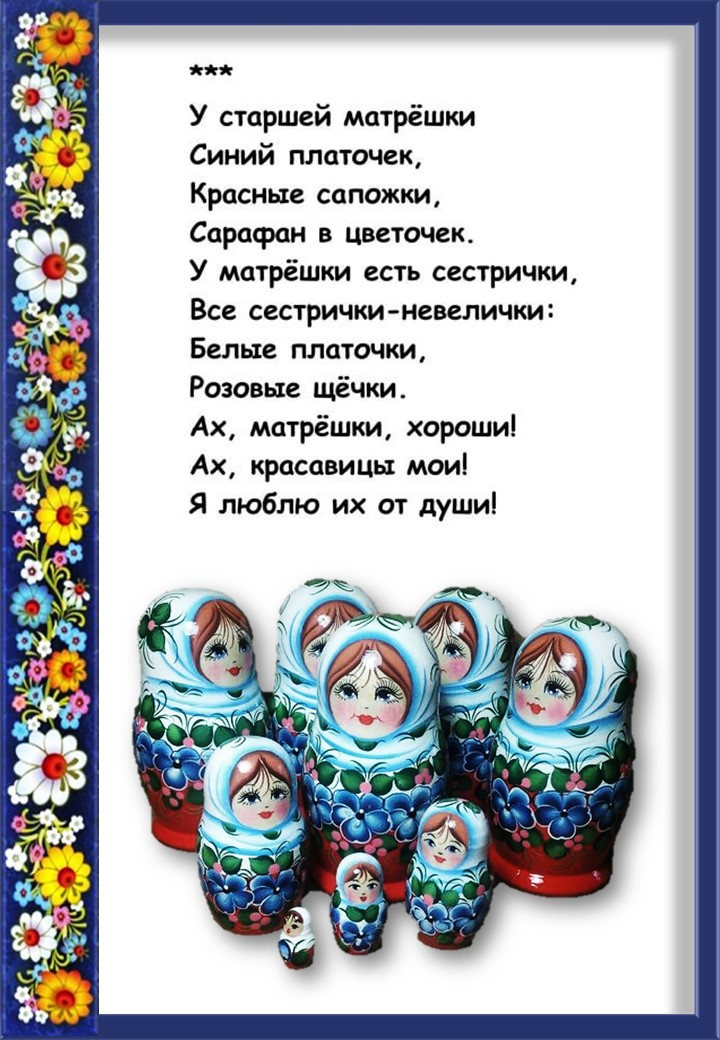 ***
У старшей матрёшки
Синий платочек,
Красные сапожки,
Сарафан в цветочек.
У матрёшки есть сестрички,
Все сестрички-невелички:
Белые платочки,
Розовые щёчки.
Ах, матрёшки, хороши!
Ах, красавицы мои!
Я люблю их от души!